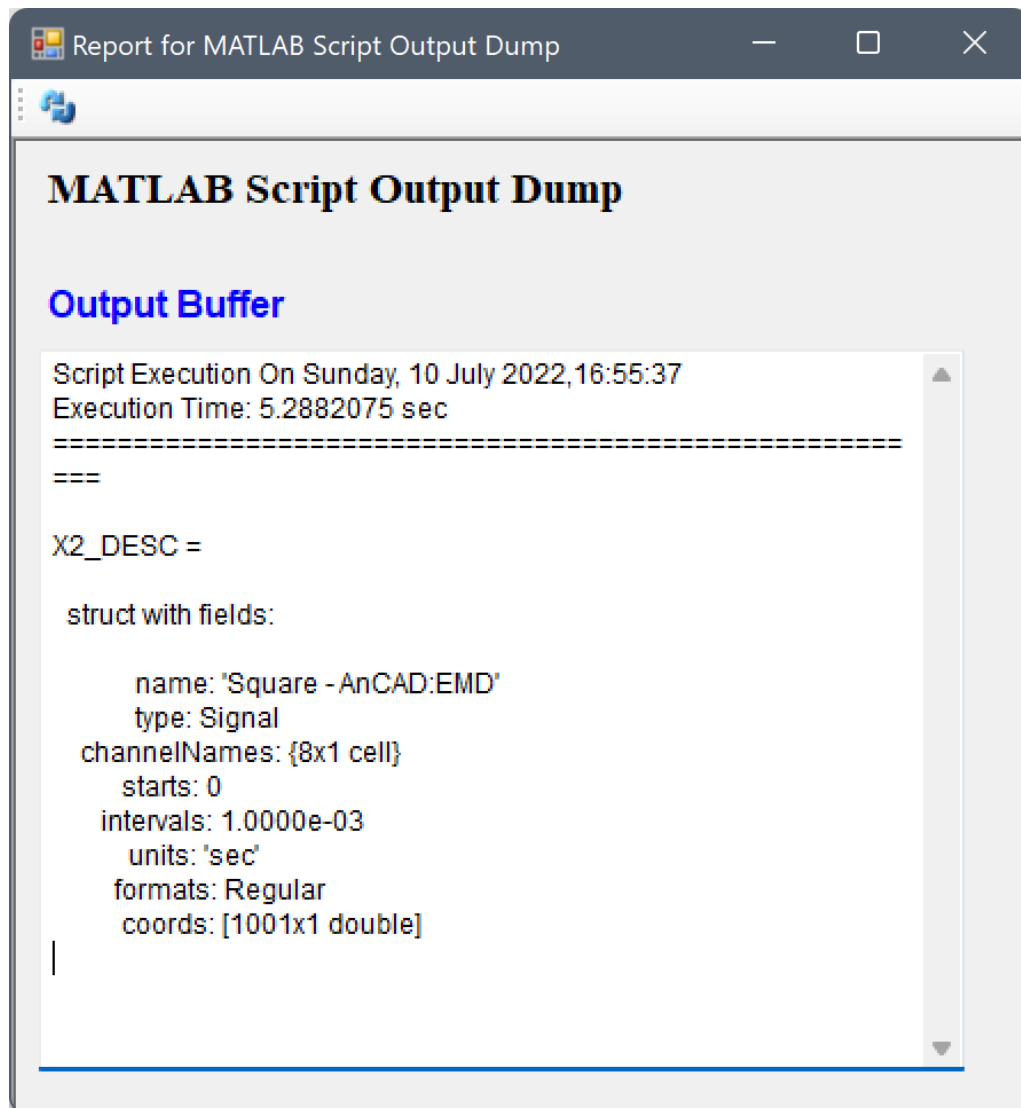 Report for MATLAB Script Output Dump
MATLAB Script Output Dump
Output Buffer
Script Execution On Sunday, 10 July 2022,16:55:37
Execution Time: 5.2882075 sec
======================================================
===
X2_DESC =
struct with fields:
name: 'Square - AnCAD:EMD'
type: Signal
channelNames: {8x1 cell}
starts: 0
intervals: 1.0000e-03
units: 'sec'
formats: Regular
coords: [1001x1 double]